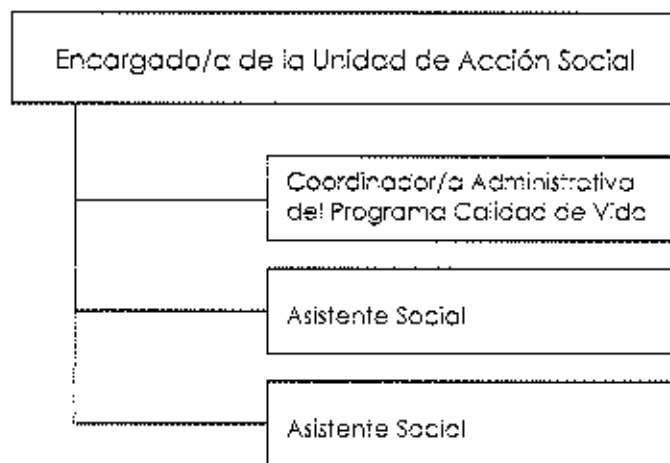 Encargado/a de la Unidad de Acción Social
Coordinador/a Administrativa
del Programa Calidad de Vida
Asistente Social
Asistente Social